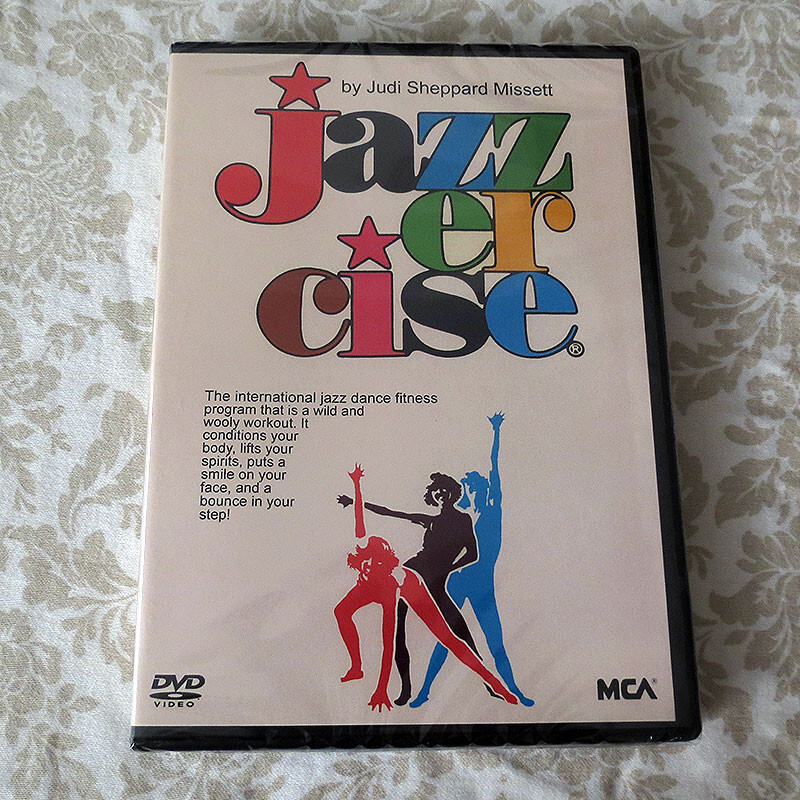 by Judi Sheppard Missett
jazz
er
cise®
The international jazz dance fitness
program that is a wild and
wooly workout. It
conditions your
body, lifts your
spirits, puts a
smile on your
face, and a
bounce in your
step!
DVD
VIDEO
MCA®